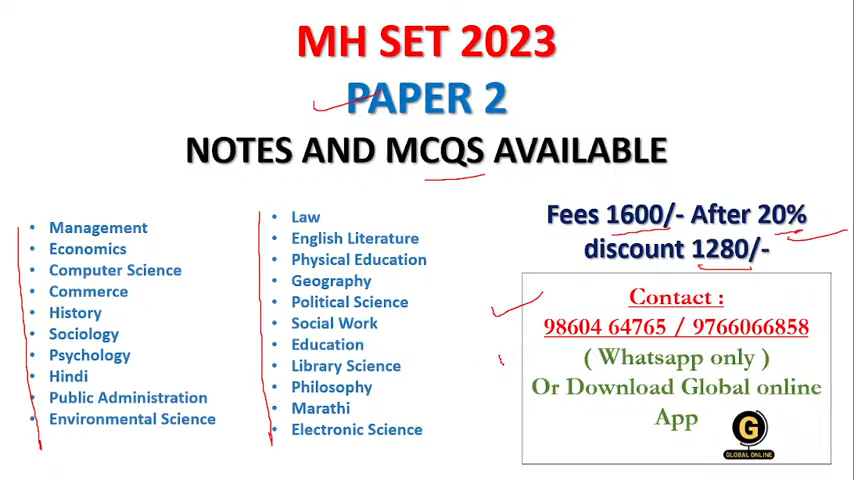 MH SET 2023
PAPER 2
NOTES AND MCQS AVAILABLE
• Management
• Economics
• Computer Science
• Commerce
• History
• Sociology
• Psychology
• Hindi
• Public Administration
• Environmental Science
• Law
• English Literature
• Physical Education
• Geography
• Political Science
• Social Work
• Education
• Library Science
• Philosophy
• Marathi
• Electronic Science
Fees 1600/- After 20%
discount 1280/-
Contact :
98604 64765 / 9766066858
( Whatsapp only )
Or Download Global online
App
G
GLOBAL ONLINE